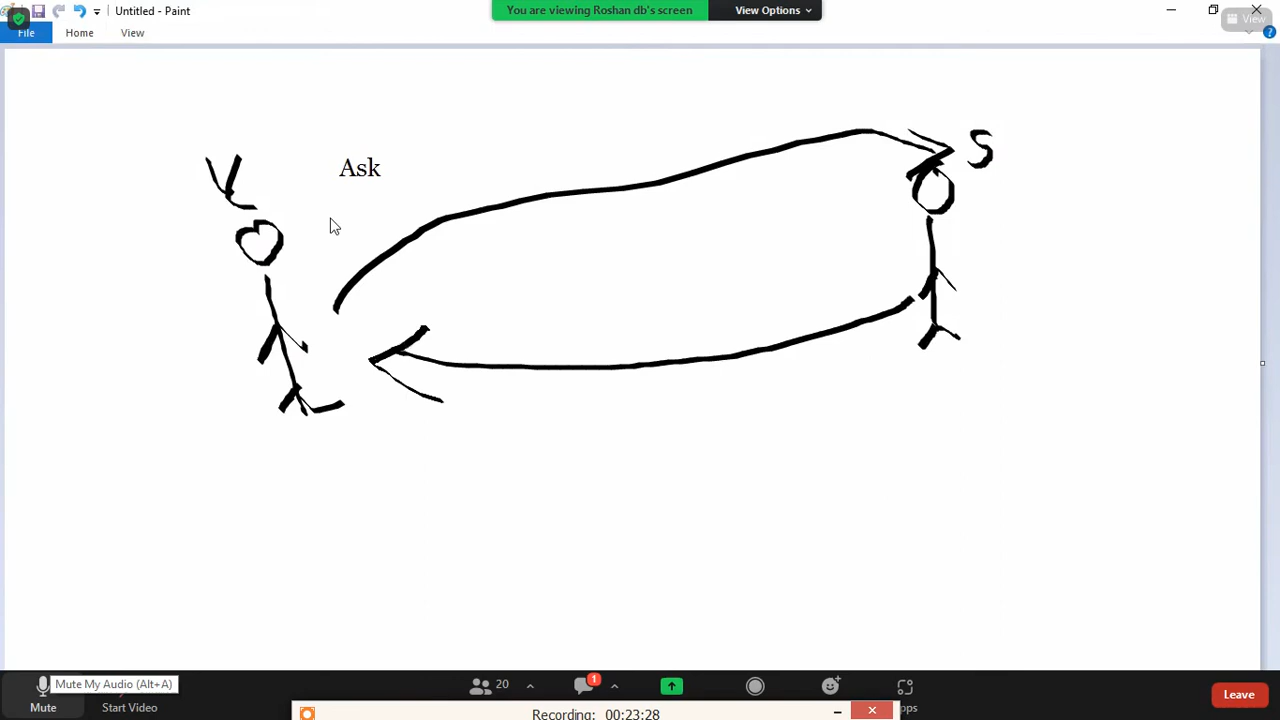 Untitled - Paint
You are viewing Roshan db's screen
View Options
View
File
Home
View
Ask
S
Mute My Audio (Alt+A)
Mute
Start Video
20
1
Leave
Recording: 00:23:28